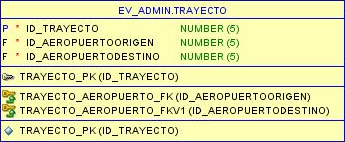 EV_ADMIN.TRAYECTO
P * ID_TRAYECTO NUMBER (5)
F * ID_AEROPUERTOORIGEN NUMBER (5)
F * ID_AEROPUERTODESTINO NUMBER (5)
TRAYECTO_PK (ID_TRAYECTO)
TRAYECTO_AEROPUERTO_FK (ID_AEROPUERTOORIGEN)
TRAYECTO_AEROPUERTO_FKV1 (ID_AEROPUERTODESTINO)
TRAYECTO_PK (ID_TRAYECTO)